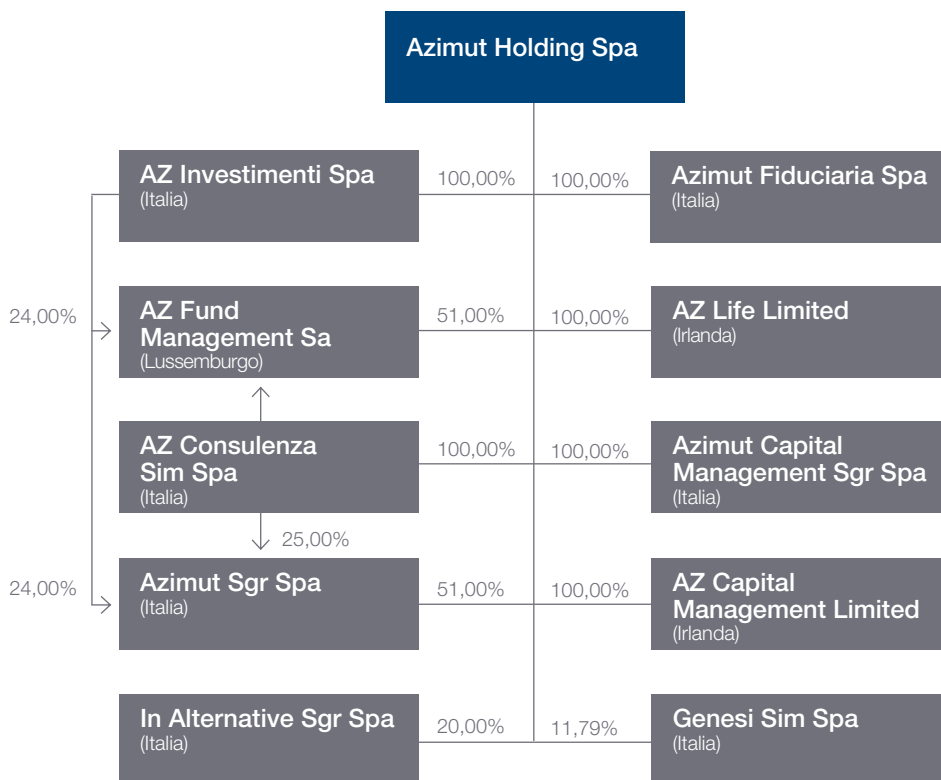 Azimut Holding Spa
AZ Investimenti Spa
(Italia)
100,00%
100,00%
Azimut Fiduciaria Spa
(Italia)
24,00%
AZ Fund
Management Sa
(Lussemburgo)
51,00%
100,00%
AZ Life Limited
(Irlanda)
AZ Consulenza
Sim Spa
(Italia)
100,00%
100,00%
Azimut Capital
Management Sgr Spa
(Italia)
25,00%
24,00%
Azimut Sgr Spa
(Italia)
51,00%
100,00%
AZ Capital
Management Limited
(Irlanda)
In Alternative Sgr Spa
(Italia)
20,00%
11,79%
Genesi Sim Spa
(Italia)